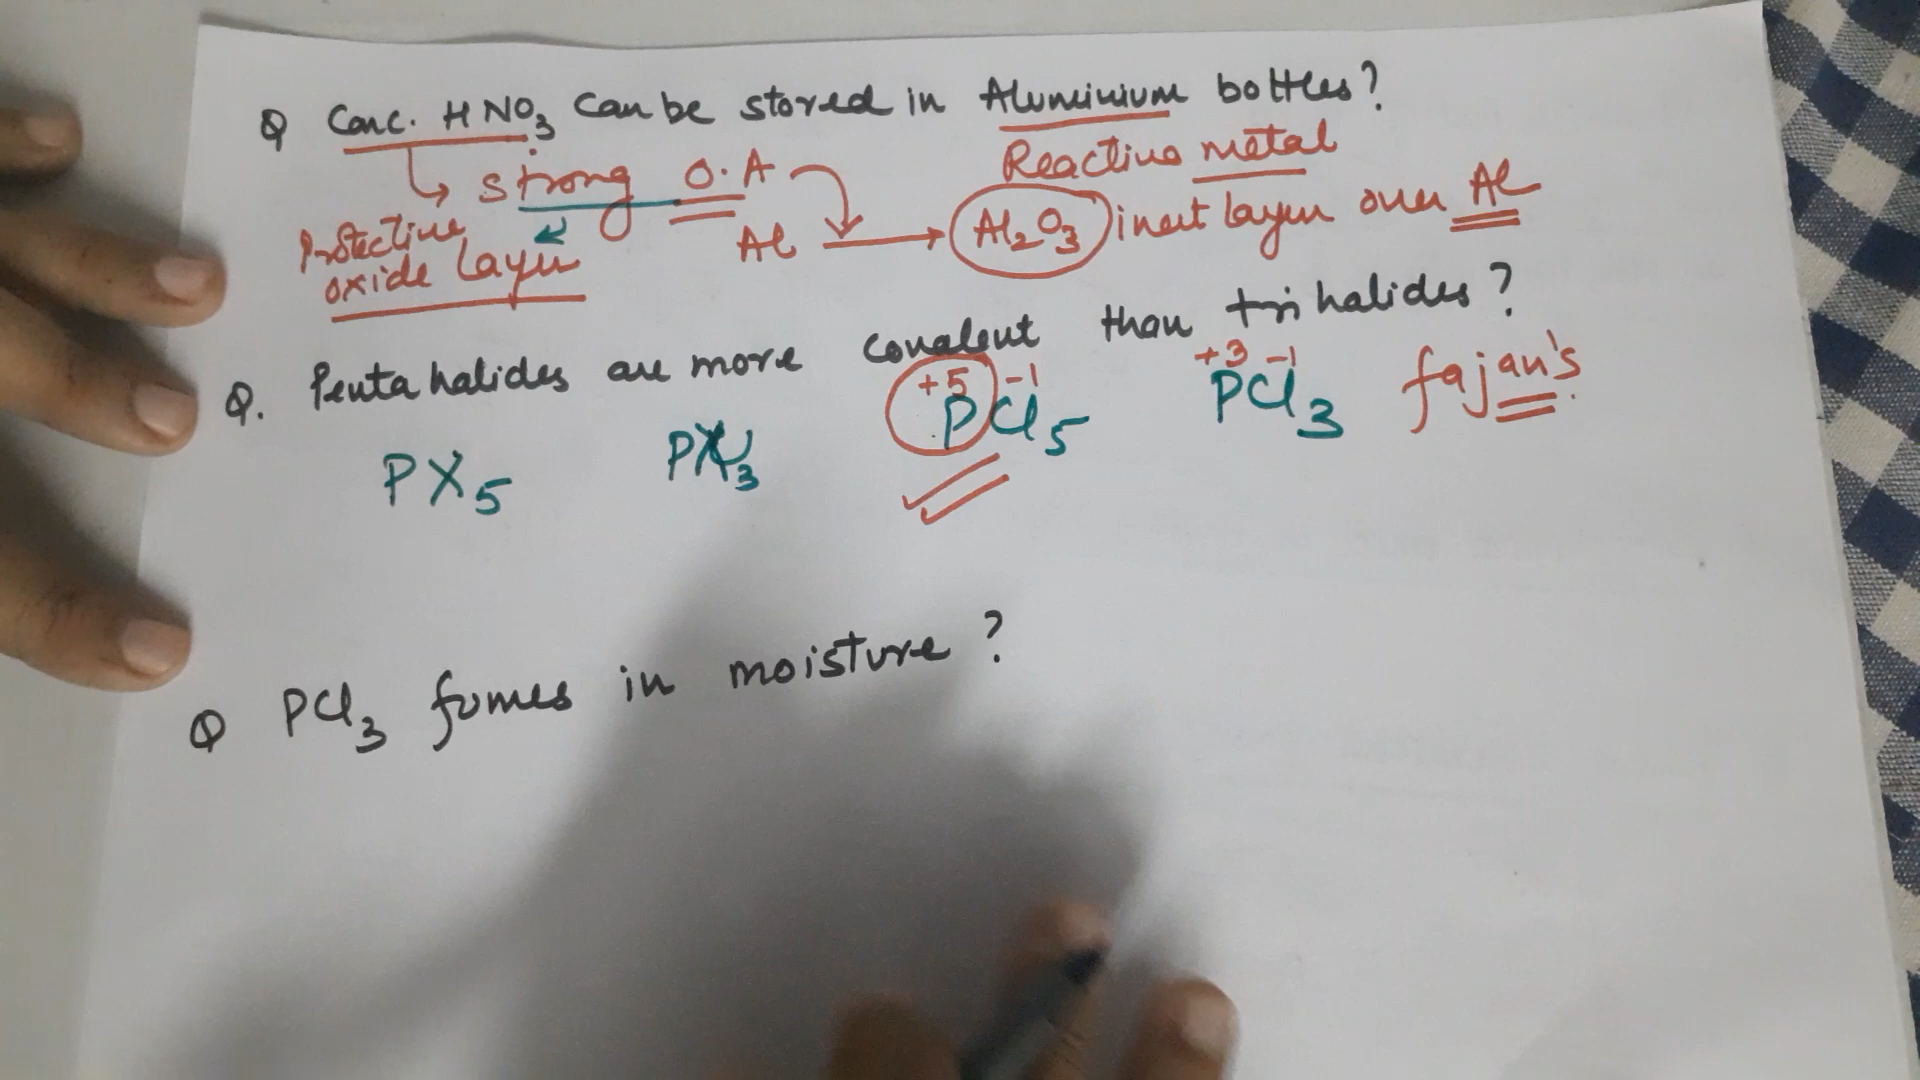 Q Conc. HNO3 can be stored in Aluminium bottles?
Reactive metal
strong O.A
Protective oxide layer
Al → Al2O3 inert layer over Al
Q. Penta halides are more covalent than tri halides?
+5 -1 +3 -1
PX5 PX3 PCl5 PCl3 fajan's
Q PCl3 fumes in moisture?